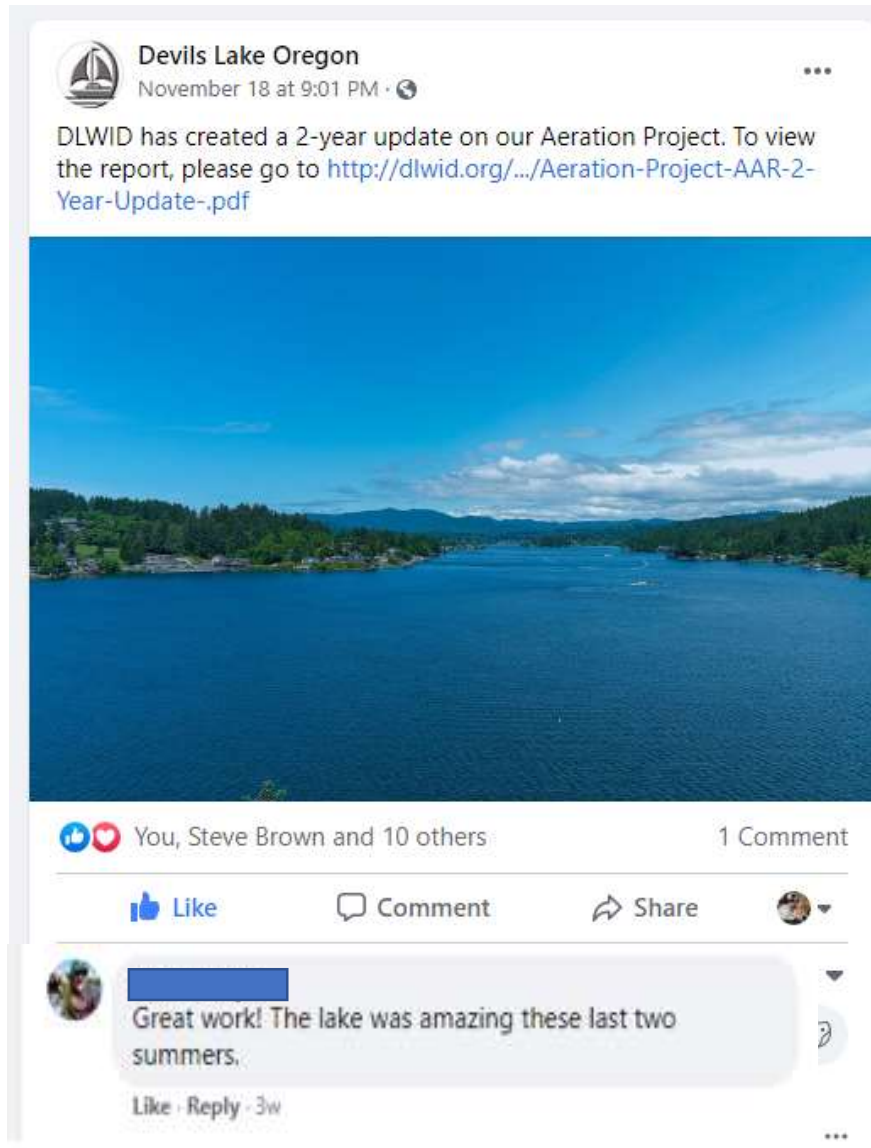 Devils Lake Oregon
November 18 at 9:01 PM ·
DLWID has created a 2-year update on our Aeration Project. To view
the report, please go to http://dlwid.org/.../Aeration-Project-AAR-2-
Year-Update-.pdf
You, Steve Brown and 10 others 1 Comment
Like Comment Share
Great work! The lake was amazing these last two
summers.
Like · Reply · 3w